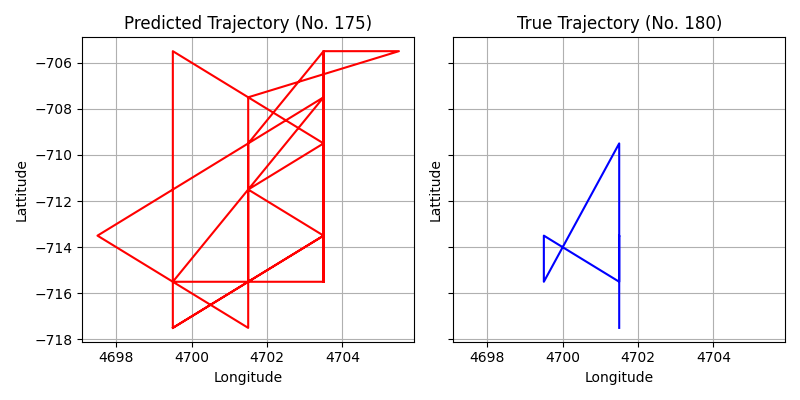 Predicted Trajectory (No. 175)
True Trajectory (No. 180)
Lattitude
−706
−708
−710
−712
−714
−716
−718
4698
4700
4702
4704
Longitude
Lattitude
4698
4700
4702
4704
Longitude